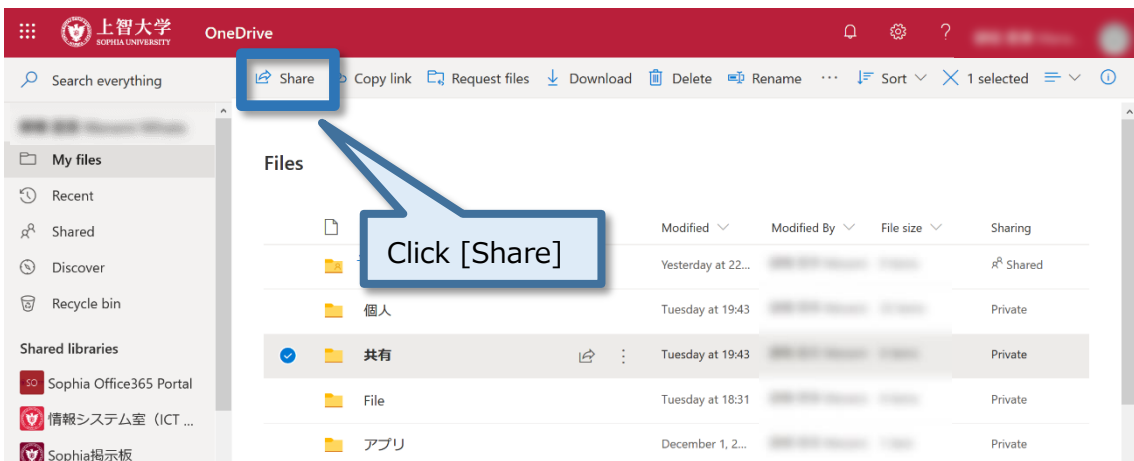 上智大学
SOPHIA UNIVERSITY
OneDrive
?
Search everything
Share
Copy link
Request files
Download
Delete
Rename
...
Sort
1 selected
My files
Recent
Shared
Discover
Recycle bin
Shared libraries
SO Sophia Office365 Portal
情報システム室（ICT ...
Sophia掲示板
Files
Click [Share]
Modified
Modified By
File size
Sharing
Yesterday at 22...
Shared
個人
Tuesday at 19:43
Private
共有
Tuesday at 19:43
Private
File
Tuesday at 18:31
Private
アプリ
December 1, 2...
Private